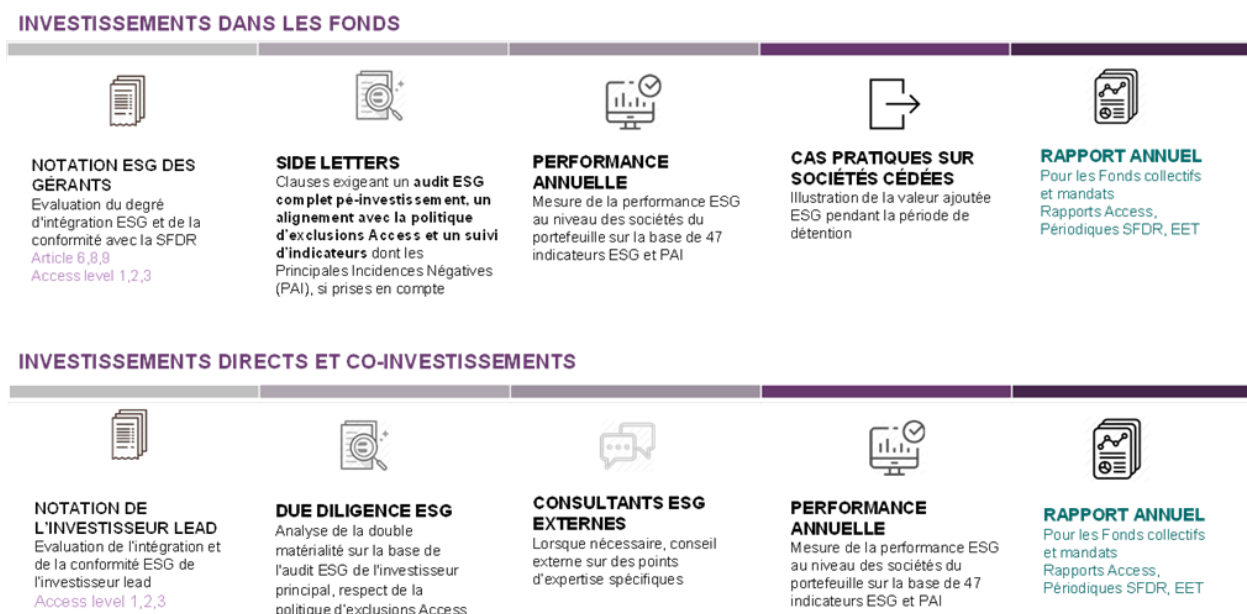 INVESTISSEMENTS DANS LES FONDS
NOTATION ESG DES
GÉRANTS
Evaluation du degré
d'intégration ESG et de la
conformité avec la SFDR
Article 6,8,9
Access level 1,2,3
SIDE LETTERS
Clauses exigeant un audit ESG
complet pé-investissement, un
alignement avec la politique
d'exclusions Access et un suivi
d'indicateurs dont les
Principales Incidences Négatives
(PAI), si prises en compte
PERFORMANCE
ANNUELLE
Mesure de la performance ESG
au niveau des sociétés du
portefeuille sur la base de 47
indicateurs ESG et PAI
CAS PRATIQUES SUR
SOCIÉTÉS CÉDÉES
Illustration de la valeur ajoutée
ESG pendant la période de
détention
RAPPORT ANNUEL
Pour les Fonds collectifs
et mandats
Rapports Access,
Périodiques SFDR, EET
INVESTISSEMENTS DIRECTS ET CO-INVESTISSEMENTS
NOTATION DE
L'INVESTISSEUR LEAD
Evaluation de l'intégration et
de la conformité ESG de
l'investisseur lead
Access level 1,2,3
DUE DILIGENCE ESG
Analyse de la double
matérialité sur la base de
l'audit ESG de l'investisseur
principal, respect de la
politique d'exclusions Access
CONSULTANTS ESG
EXTERNES
Lorsque nécessaire, conseil
externe sur des points
d'expertise spécifiques
PERFORMANCE
ANNUELLE
Mesure de la performance ESG
au niveau des sociétés du
portefeuille sur la base de 47
indicateurs ESG et PAI
RAPPORT ANNUEL
Pour les Fonds collectifs
et mandats
Rapports Access,
Périodiques SFDR, EET